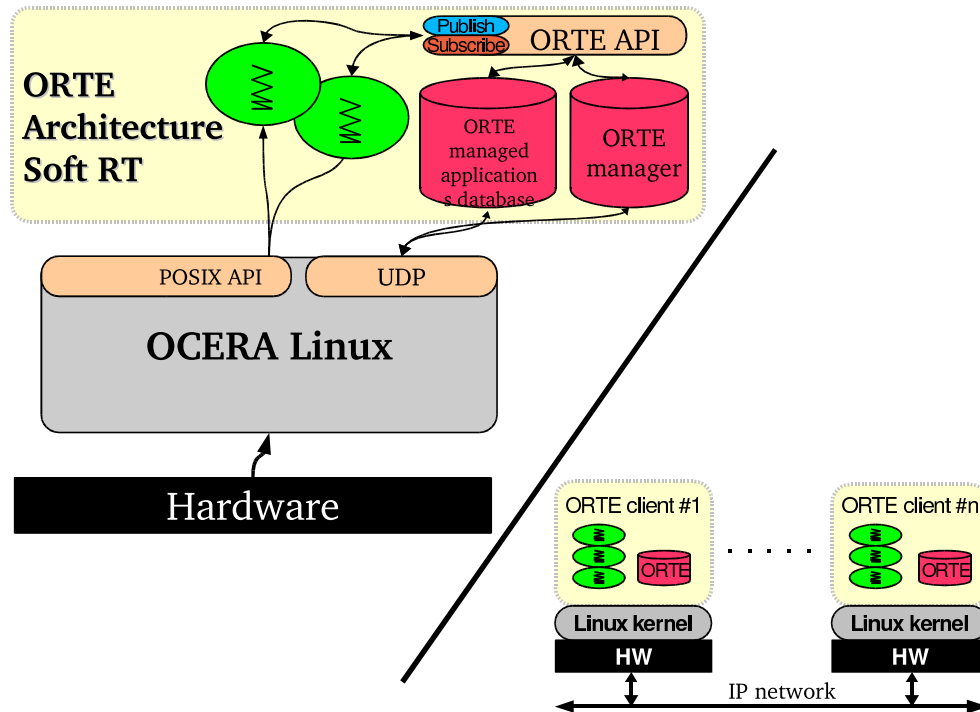 Publish
Subscribe
ORTE API
ORTE
Architecture
Soft RT
ORTE
managed
application
s database
ORTE
manager
POSIX API
UDP
OCERA Linux
Hardware
ORTE client #1
ORTE
Linux kernel
HW
. . . . . .
ORTE client #n
ORTE
Linux kernel
HW
IP network